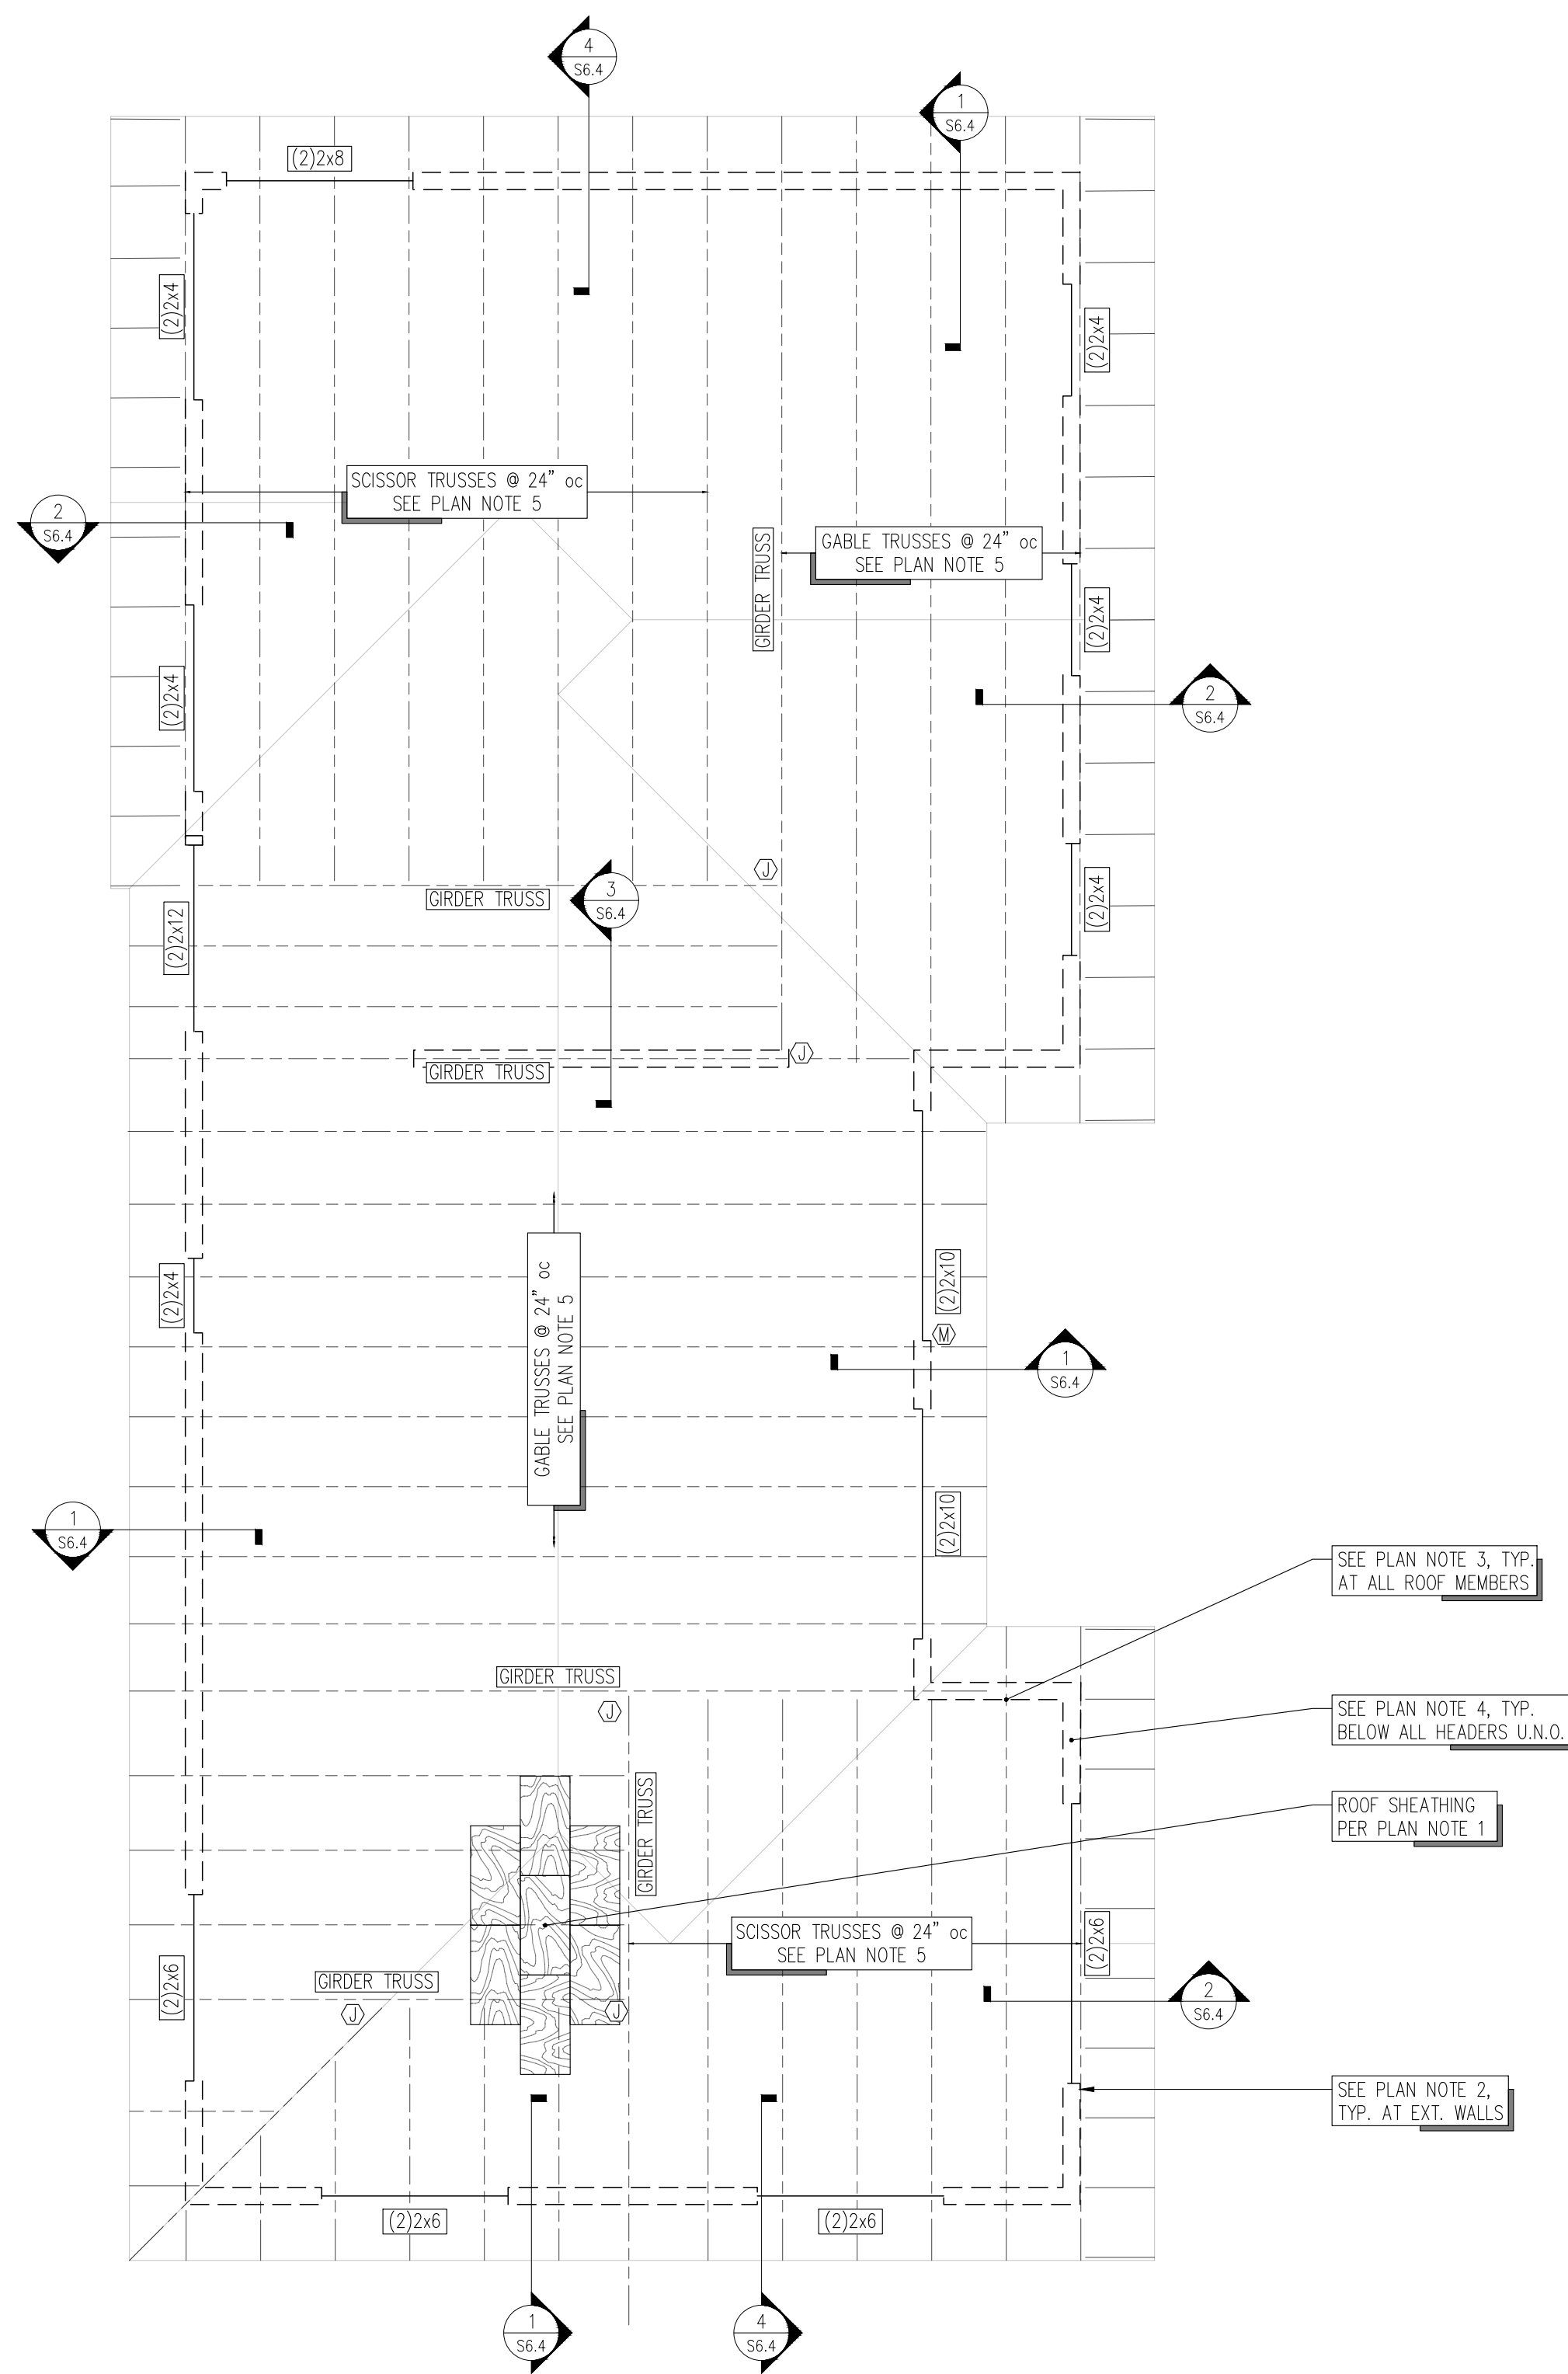 4
S6.4
1
S6.4
(2)2x8
(2)2x4
(2)2x4
SCISSOR TRUSSES @ 24" oc
SEE PLAN NOTE 5
2
S6.4
GIRDER TRUSS
GABLE TRUSSES @ 24" oc
SEE PLAN NOTE 5
(2)2x4
(2)2x4
2
S6.4
J
GIRDER TRUSS
3
S6.4
(2)2x4
(2)2x12
J
GIRDER TRUSS
(2)2x4
GABLE TRUSSES @ 24" oc
SEE PLAN NOTE 5
(2)2x10
M
1
S6.4
(2)2x10
1
S6.4
SEE PLAN NOTE 3, TYP.
AT ALL ROOF MEMBERS
GIRDER TRUSS
J
SEE PLAN NOTE 4, TYP.
BELOW ALL HEADERS U.N.O.
GIRDER TRUSS
ROOF SHEATHING
PER PLAN NOTE 1
SCISSOR TRUSSES @ 24" oc
SEE PLAN NOTE 5
(2)2x6
(2)2x6
GIRDER TRUSS
J
J
2
S6.4
SEE PLAN NOTE 2,
TYP. AT EXT. WALLS
(2)2x6
(2)2x6
1
S6.4
4
S6.4